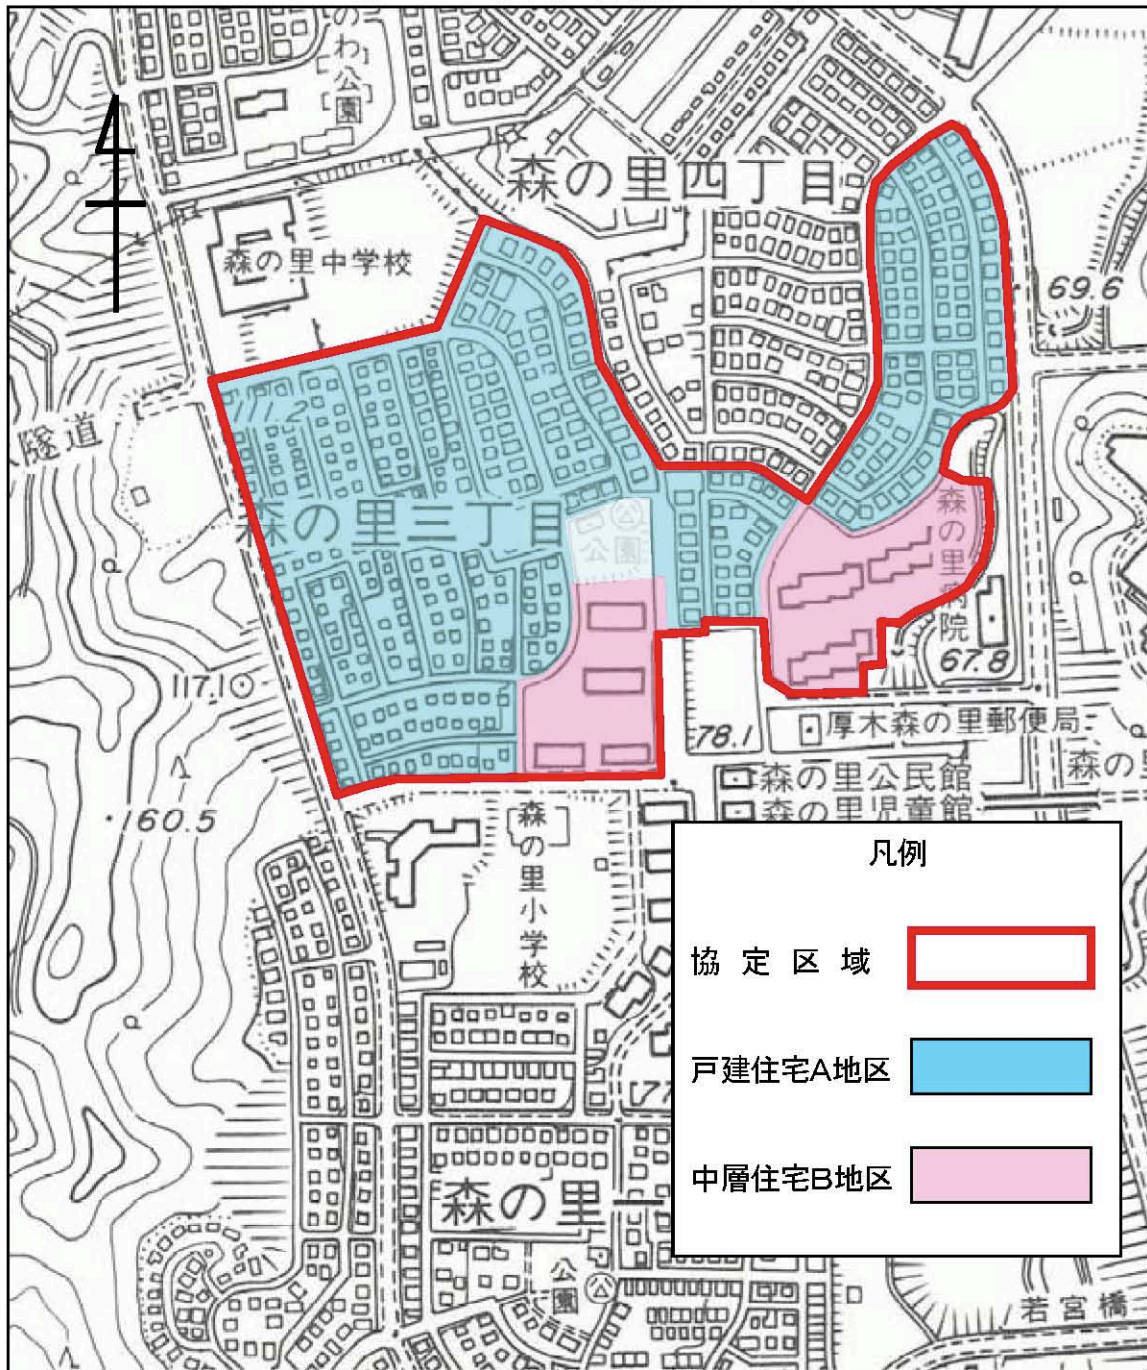 のわ公園
森の里四丁目
森の里中学校
69.6
111.2
隧道
森の里三丁目
公園
森の里病院
67.8
117.1
78.1
厚木森の里郵便局
森の里公民館
森の里児童館
160.5
森の里小学校
凡例
協定区域
戸建住宅A地区
中層住宅B地区
森の里一
公園
若宮橋